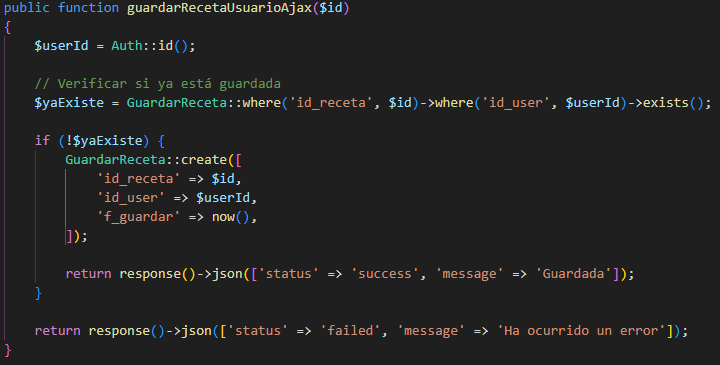 public function guardarRecetaUsuarioAjax($id)
{
    $userId = Auth::id();

    // Verificar si ya está guardada
    $yaExiste = GuardarReceta::where('id_receta', $id)->where('id_user', $userId)->exists();

    if (!$yaExiste) {
        GuardarReceta::create([
            'id_receta' => $id,
            'id_user' => $userId,
            'f_guardar' => now(),
        ]);

        return response()->json(['status' => 'success', 'message' => 'Guardada']);
    }

    return response()->json(['status' => 'failed', 'message' => 'Ha ocurrido un error']);
}